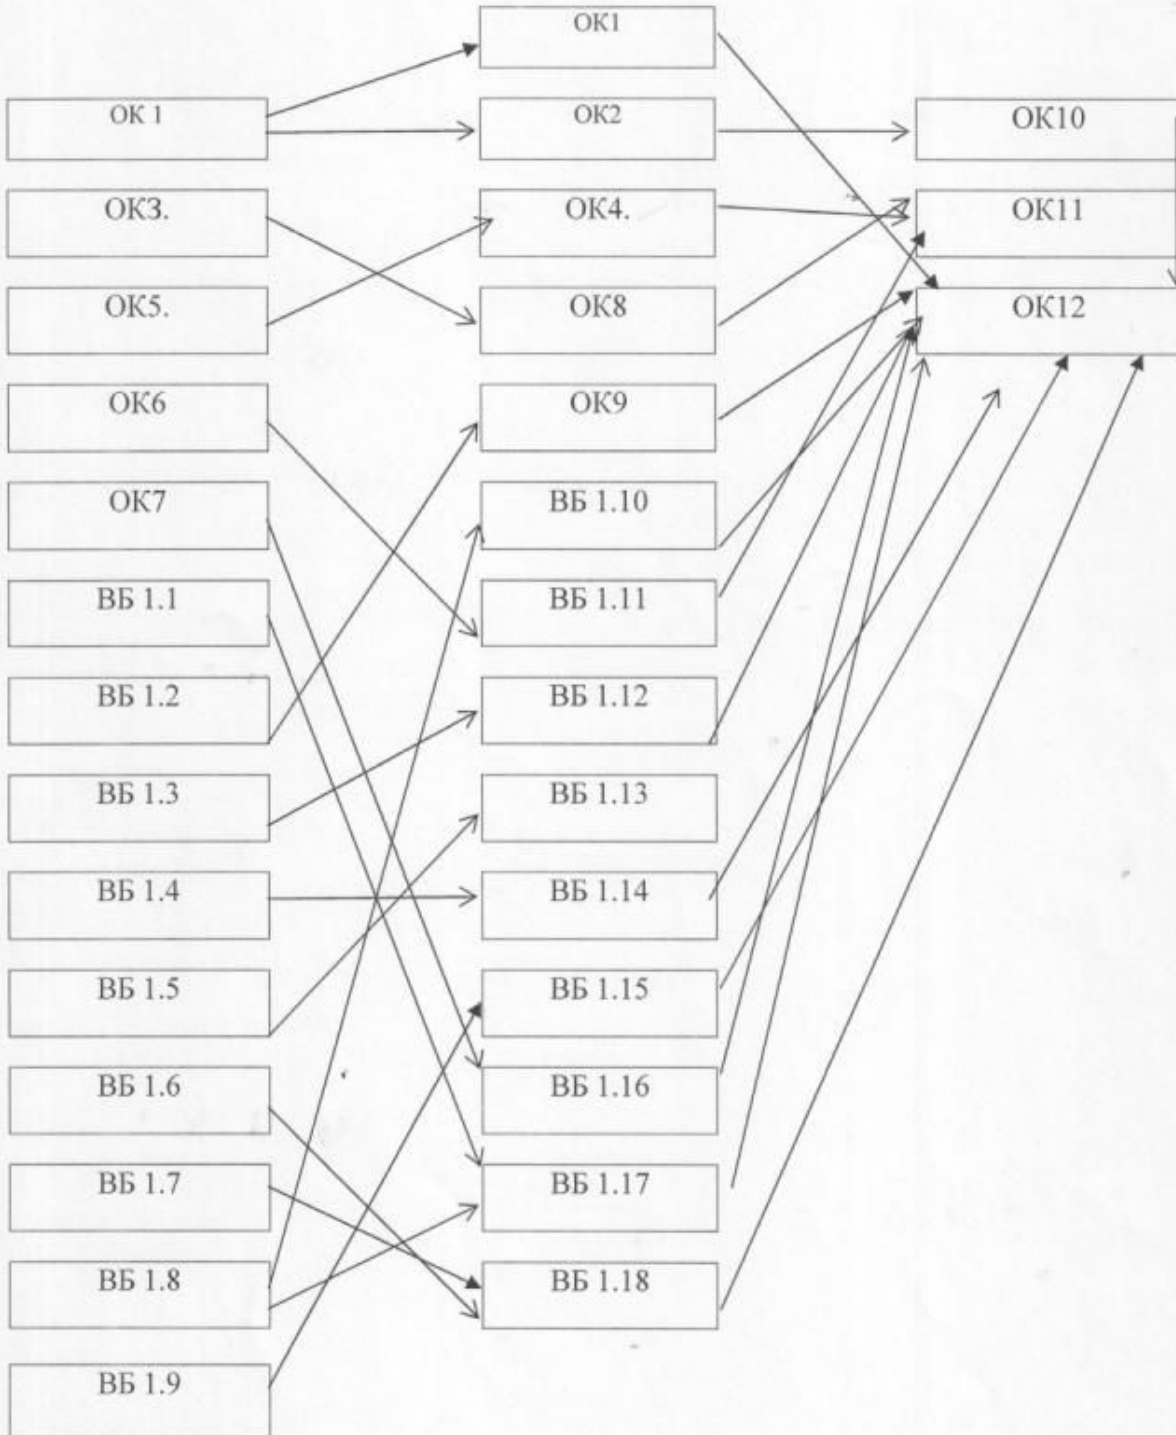 ОК1
ОК 1
ОК2
ОК10
ОК3.
ОК4.
ОК11
ОК5.
ОК8
ОК12
ОК6
ОК9
ОК7
ВБ 1.10
ВБ 1.1
ВБ 1.11
ВБ 1.2
ВБ 1.12
ВБ 1.3
ВБ 1.13
ВБ 1.4
ВБ 1.14
ВБ 1.5
ВБ 1.15
ВБ 1.6
ВБ 1.16
ВБ 1.7
ВБ 1.17
ВБ 1.8
ВБ 1.18
ВБ 1.9